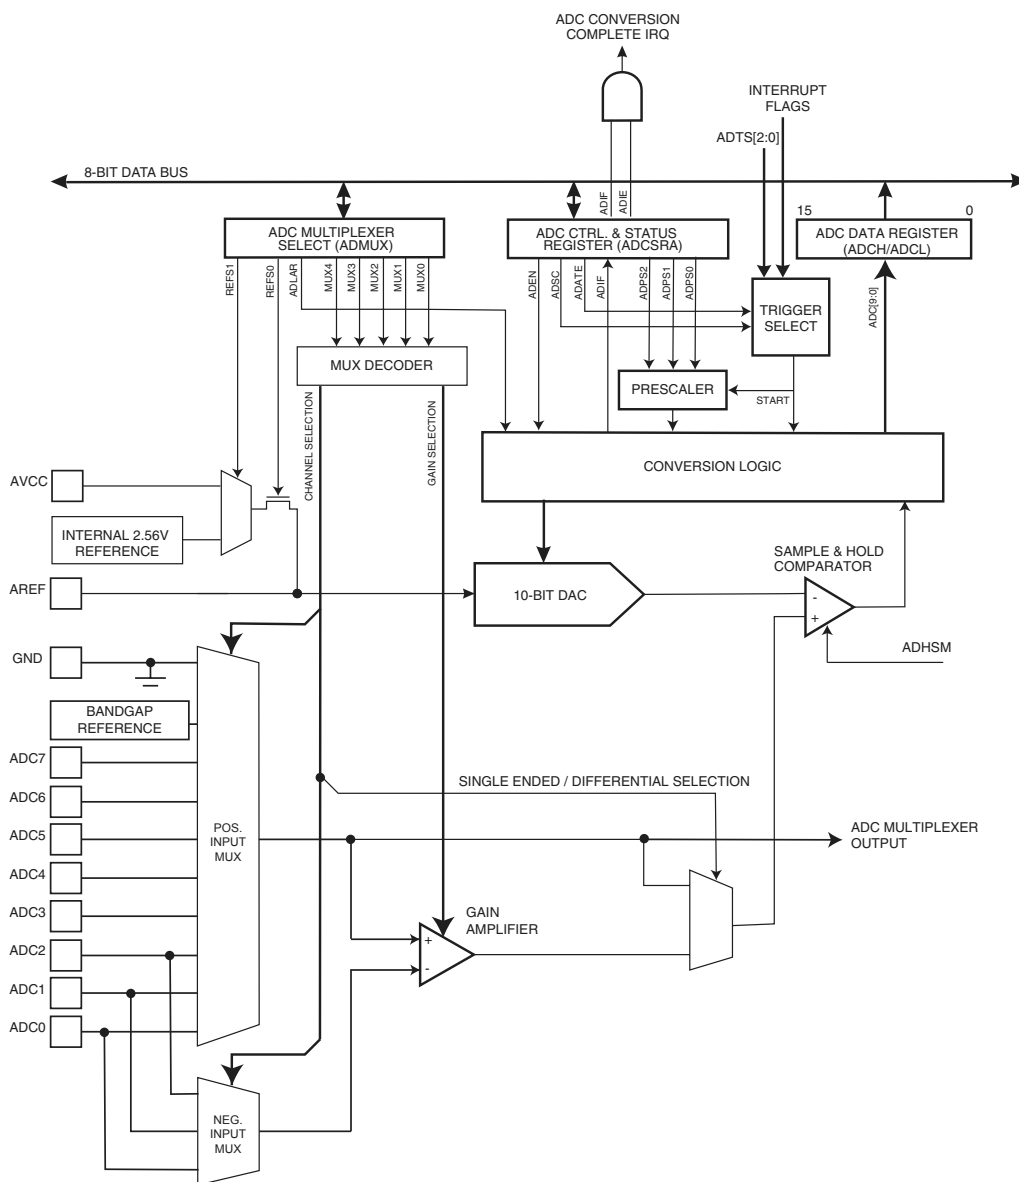 ADC CONVERSION
COMPLETE IRQ
INTERRUPT
FLAGS
ADTS[2:0]
8-BIT DATA BUS
ADIF
ADIE
15
0
ADC MULTIPLEXER
SELECT (ADMUX)
ADC CTRL. & STATUS
REGISTER (ADCSRA)
ADC DATA REGISTER
(ADCH/ADCL)
REFS1
REFS0
ADLAR
MUX4
MUX3
MUX2
MUX1
MUX0
ADEN
ADSC
ADATE
ADIF
ADPS2
ADPS1
ADPS0
ADC[9:0]
TRIGGER
SELECT
MUX DECODER
PRESCALER
START
CHANNEL SELECTION
GAIN SELECTION
CONVERSION LOGIC
AVCC
INTERNAL 2.56V
REFERENCE
SAMPLE & HOLD
COMPARATOR
AREF
10-BIT DAC
-
+
ADHSM
GND
BANDGAP
REFERENCE
ADC7
SINGLE ENDED / DIFFERENTIAL SELECTION
ADC6
ADC5
POS.
INPUT
MUX
ADC MULTIPLEXER
OUTPUT
ADC4
ADC3
GAIN
AMPLIFIER
+
-
ADC2
ADC1
ADC0
NEG.
INPUT
MUX